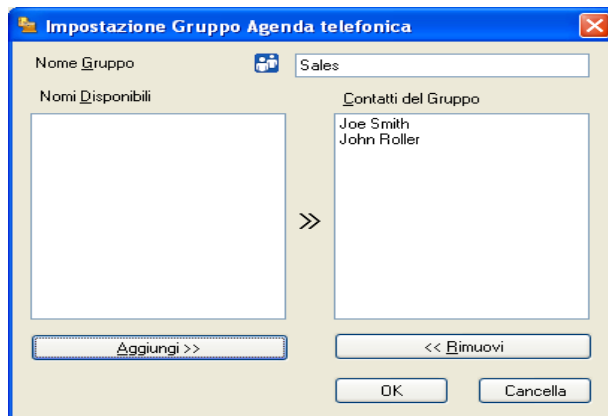 Impostazione Gruppo Agenda telefonica
Nome Gruppo
Sales
Nomi Disponibili
Contatti del Gruppo
Joe Smith
John Roller
>>
Aggiungi >>
<< Rimuovi
OK
Cancella